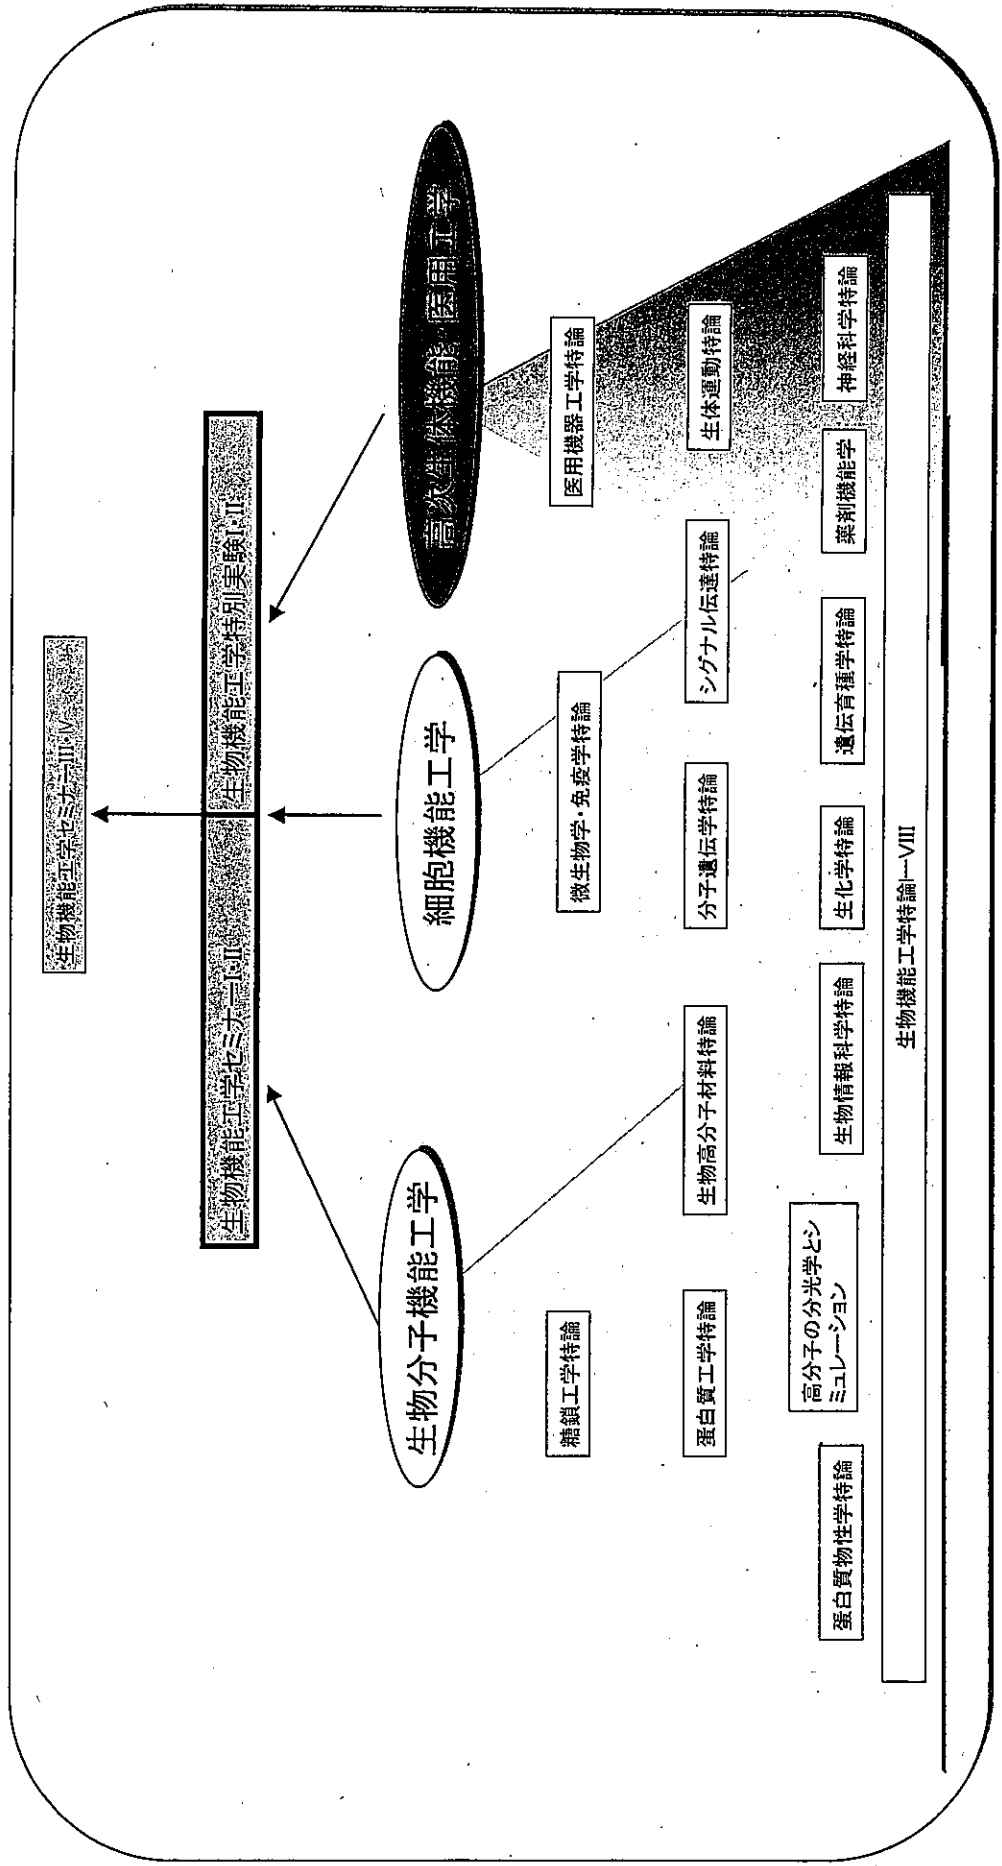 生物機能工学セミナーIII・IV
生物機能工学セミナーI・II
生物機能工学特別実験I・II
生物分子機能工学
細胞機能工学
高次生体機能・医用工学
糖鎖工学特論
微生物学・免疫学特論
医用機器工学特論
蛋白質工学特論
生物高分子材料特論
分子遺伝学特論
シグナル伝達特論
生体運動特論
蛋白質物性学特論
高分子の分光学とシ
ミュレーション
生物情報科学特論
生化学特論
遺伝育種学特論
薬剤機能学
神経科学特論
生物機能工学特論I—VIII